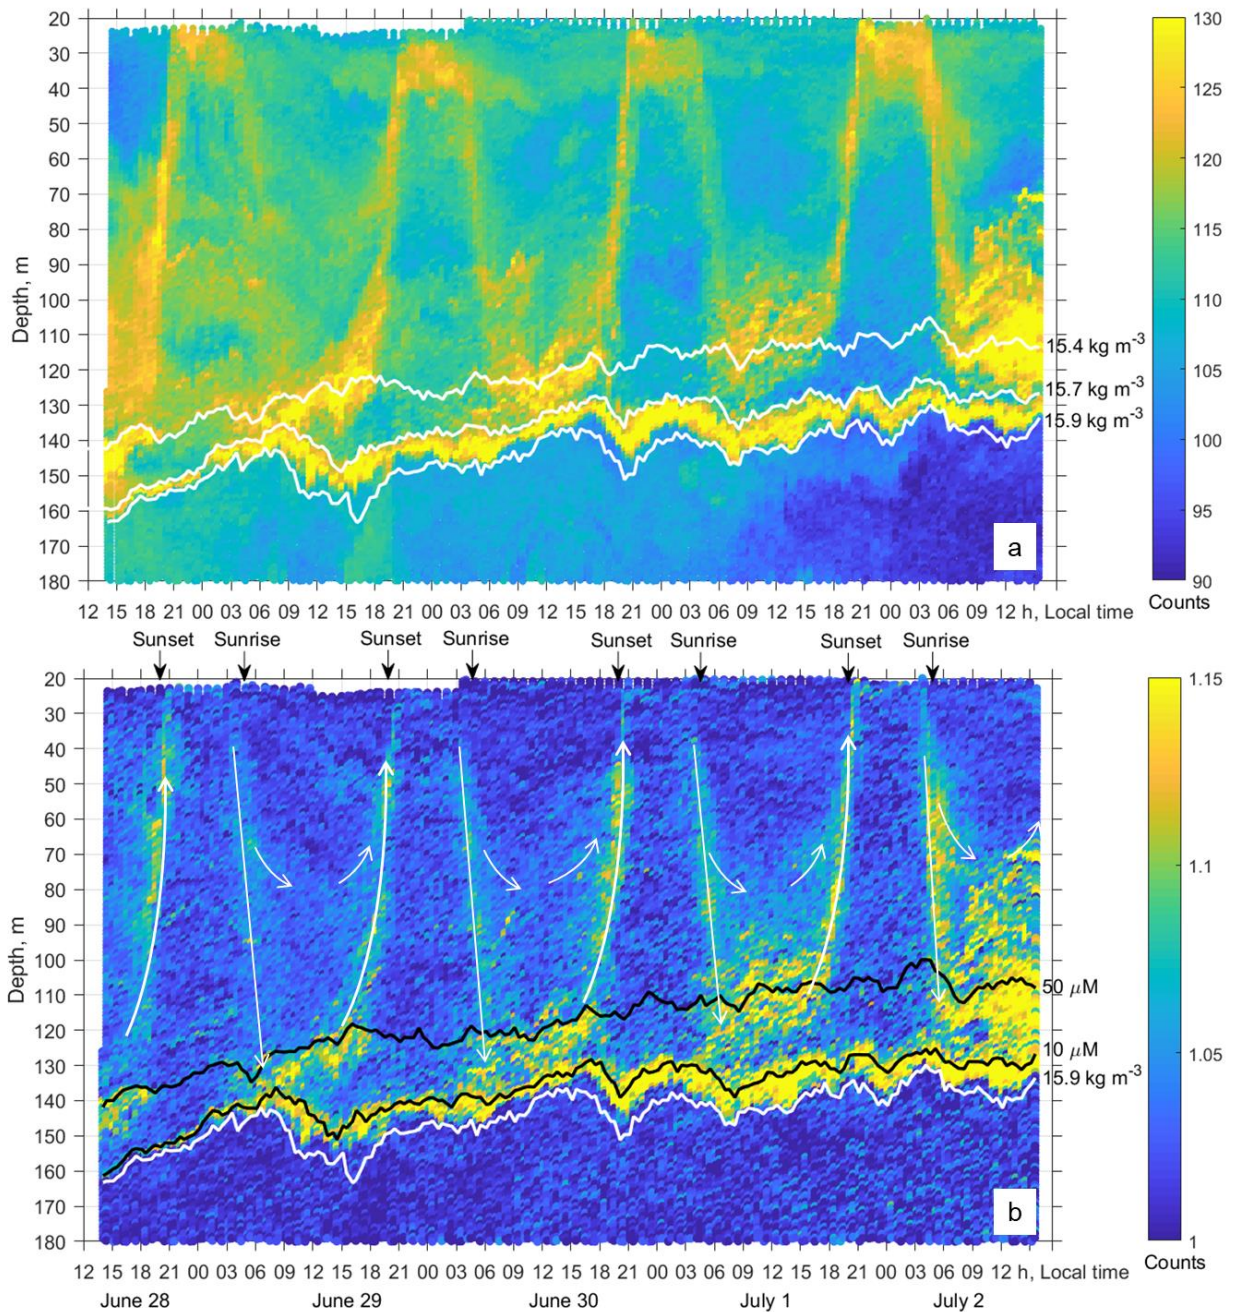 20
30
40
20
60
70
80
90
100
110
120
130
140
150
160
170
180
Depth, m
15.4 kg m-3
15.7 kg m-3
15.9 kg m-3
a
130
125
120
115
110
105
100
95
90
Counts
12 15 18 21 00 03 06 09 12 15 18 21 00 03 06 09 12 15 18 21 00 03 06 09 12 15 18 21 00 03 06 09 12 h, Local time
Sunset Sunrise Sunset Sunrise Sunset Sunrise Sunset Sunrise
20
30
40
50
60
70
80
90
100
110
120
130
140
150
160
170
180
Depth, m
50 μM
10 μM
15.9 kg m-3
b
1.15
1.1
1.05
1
Counts
12 15 18 21 00 03 06 09 12 15 18 21 00 03 06 09 12 15 18 21 00 03 06 09 12 15 18 21 00 03 06 09 12 h, Local time
June 28 June 29 June 30 July 1 July 2